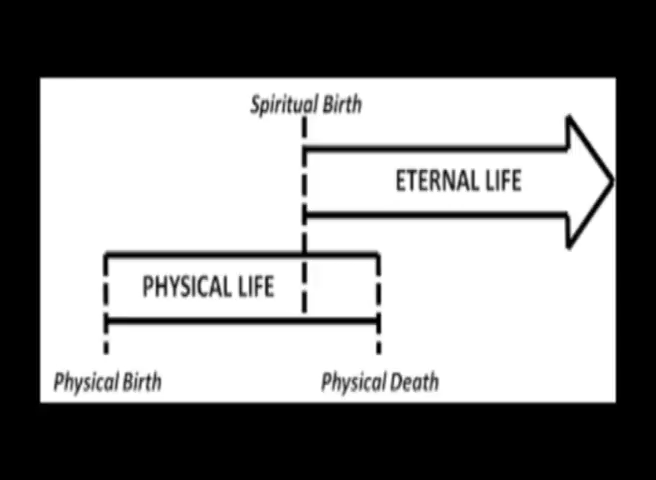 Spiritual Birth
ETERNAL LIFE
PHYSICAL LIFE
Physical Birth
Physical Death